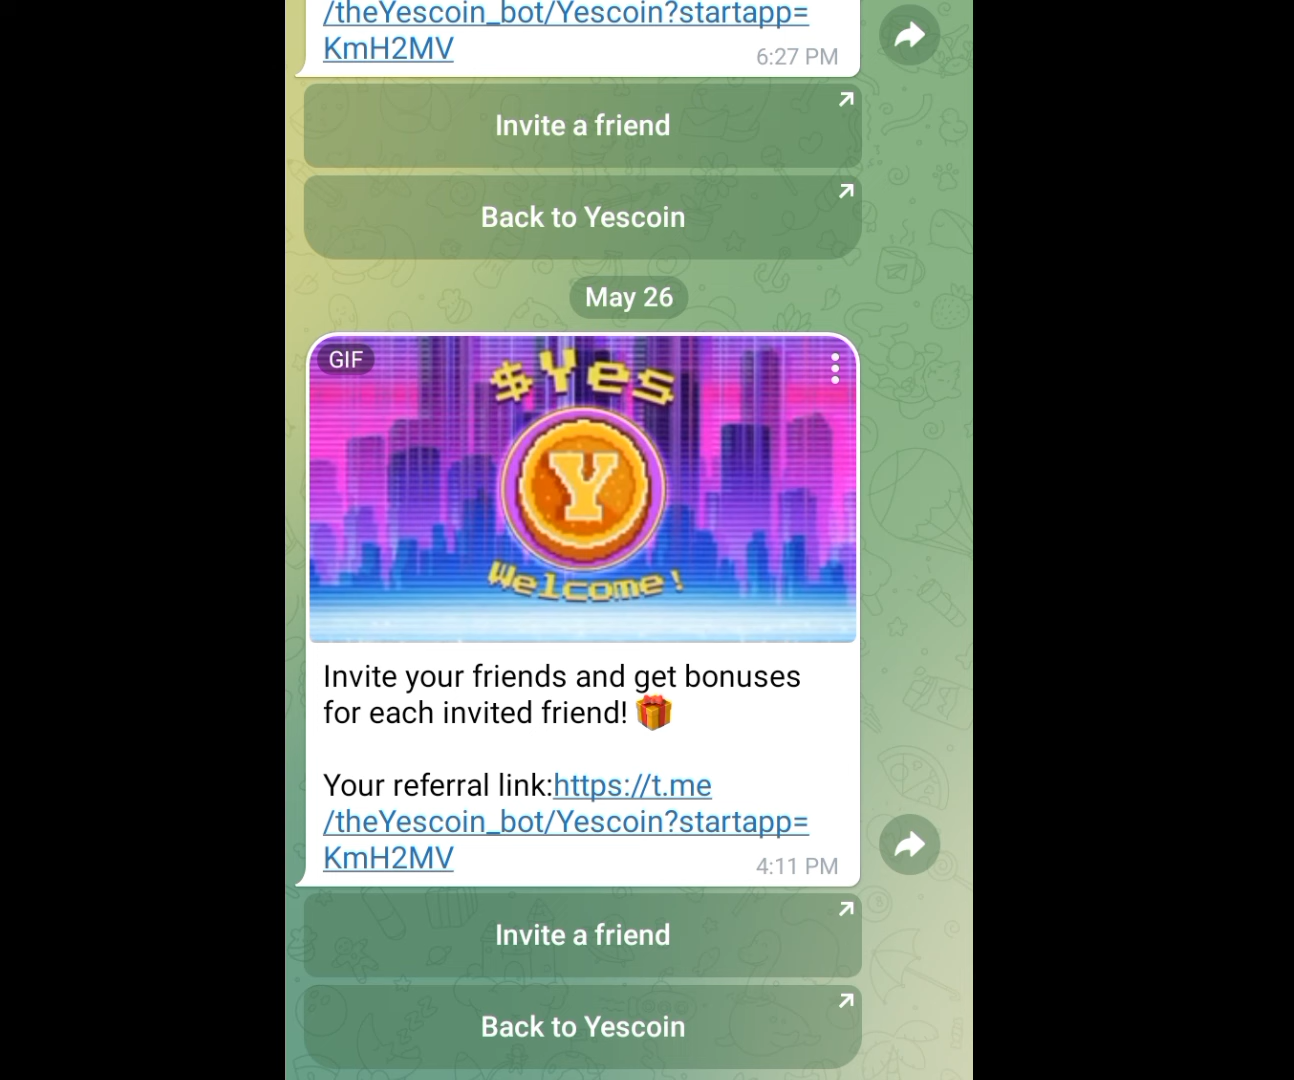 /theYescoin_bot/Yescoin?startapp=
KmH2MV
6:27 PM
Invite a friend
Back to Yescoin
May 26
GIF
$Yes
Y
Welcome!
Invite your friends and get bonuses
for each invited friend! 🎁
Your referral link:https://t.me
/theYescoin_bot/Yescoin?startapp=
KmH2MV
4:11 PM
Invite a friend
Back to Yescoin